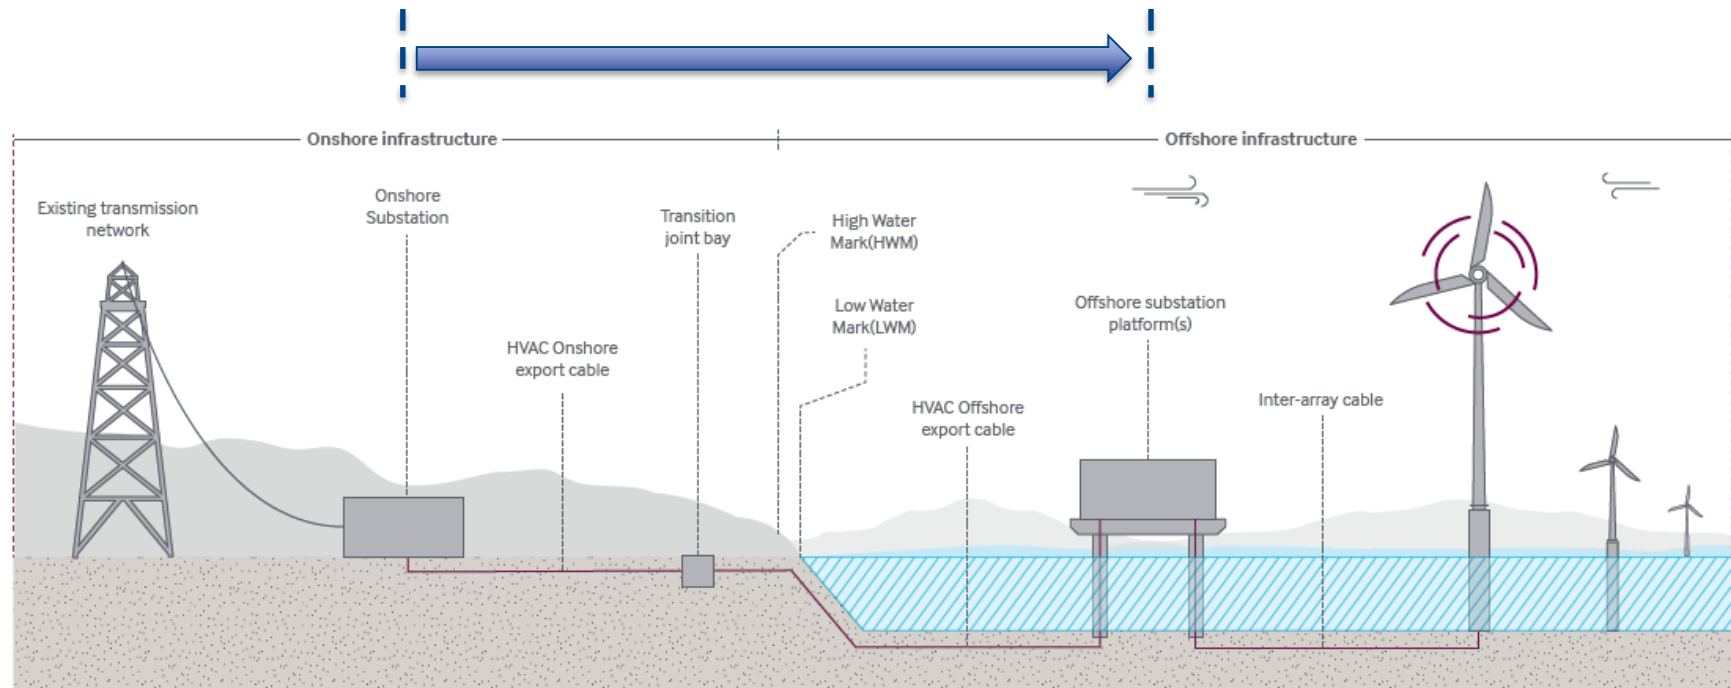 Onshore infrastructure
Offshore infrastructure
Existing transmission
network
Onshore
Substation
Transition
joint bay
High Water
Mark(HWM)
Low Water
Mark(LWM)
HVAC Onshore
export cable
HVAC Offshore
export cable
Offshore substation
platform(s)
Inter-array cable